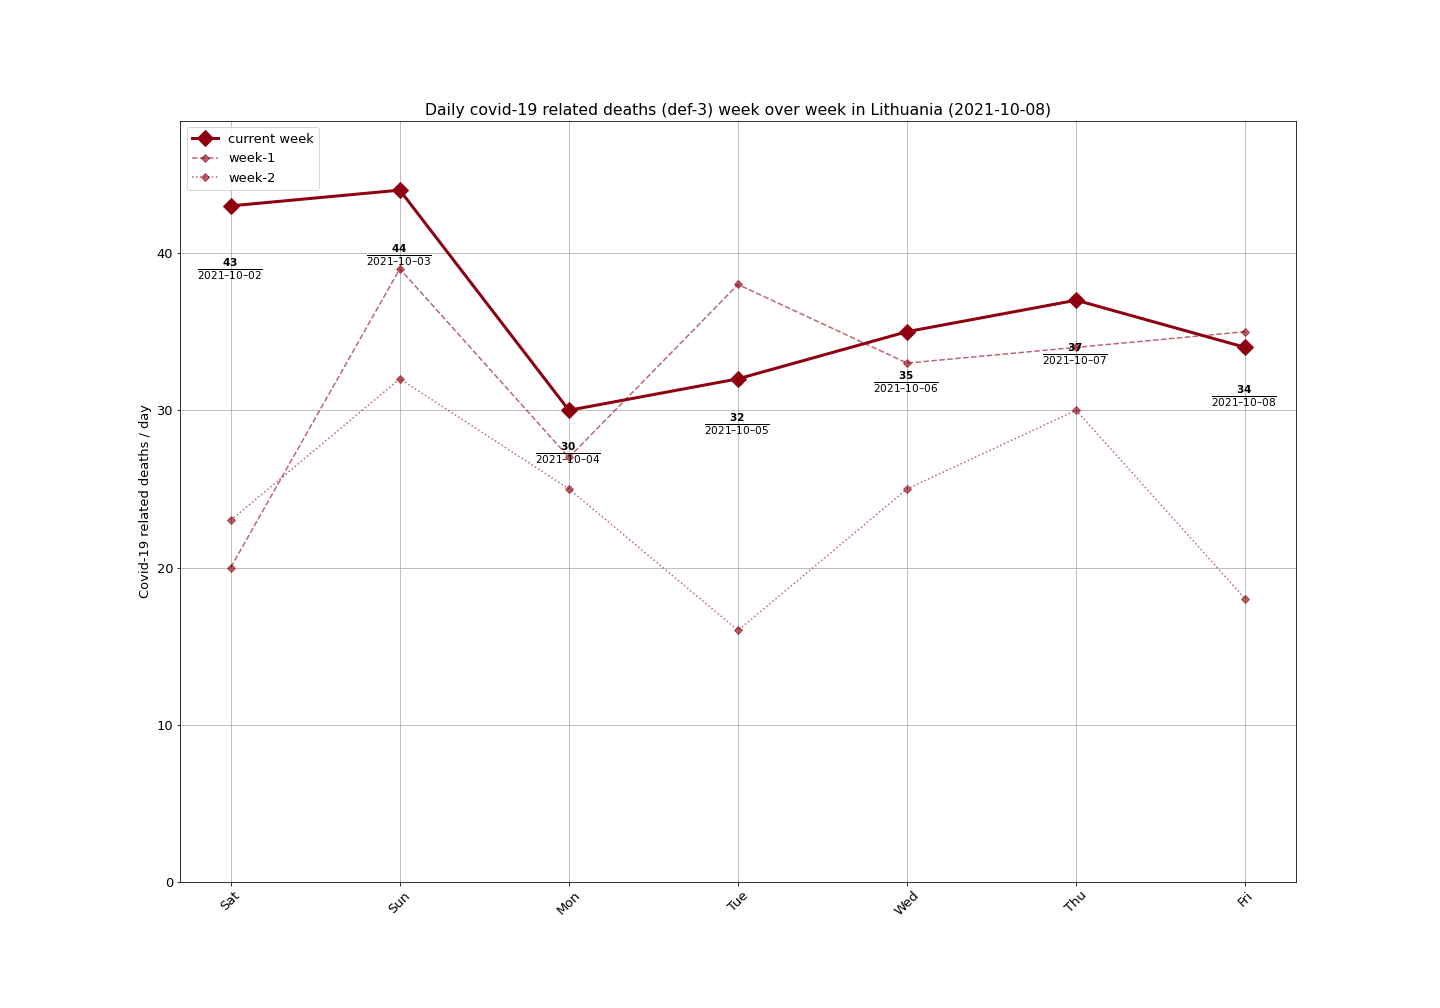 Daily covid-19 related deaths (def-3) week over week in Lithuania (2021-10-08)
current week
week-1
week-2
Covid-19 related deaths / day
40
30
20
10
0
43
2021–10–02
44
2021–10–03
30
2021–10–04
32
2021–10–05
35
2021–10–06
37
2021–10–07
34
2021–10–08
Sat
Sun
Mon
Tue
Wed
Thu
Fri